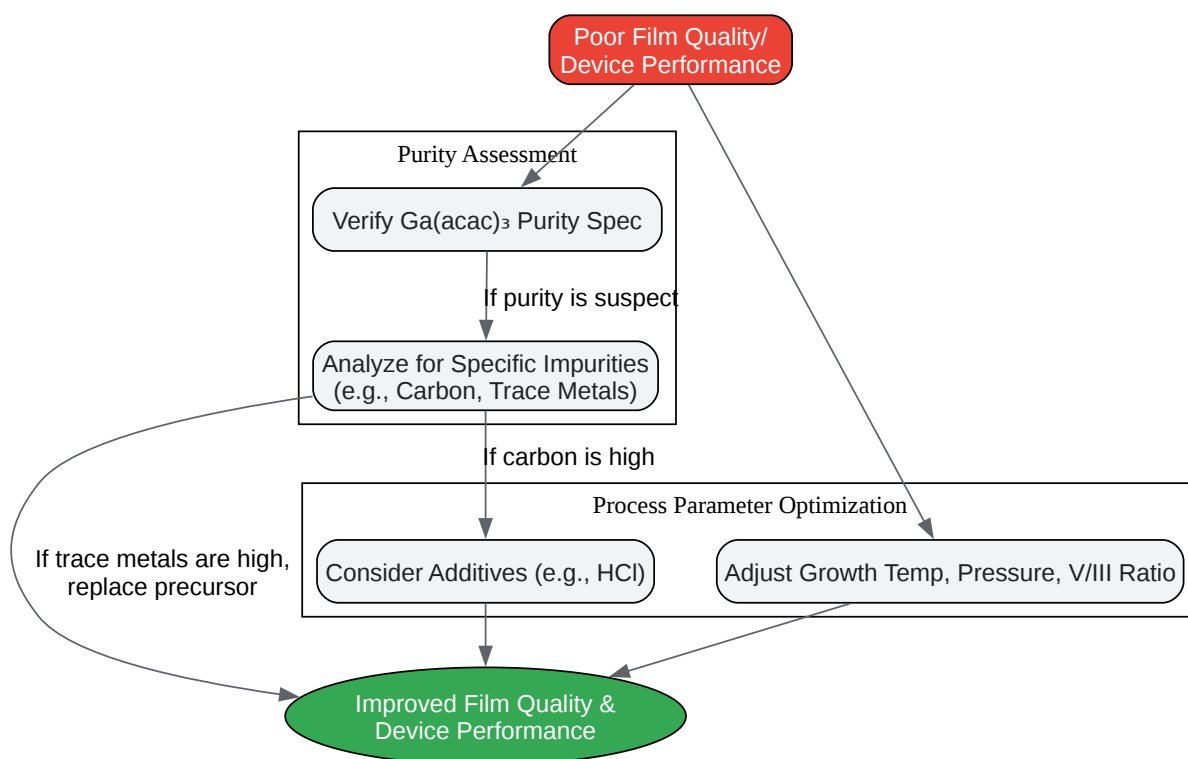 Poor Film Quality/
Device Performance
Purity Assessment
Verify Ga(acac)₃ Purity Spec
If purity is suspect
Analyze for Specific Impurities
(e.g., Carbon, Trace Metals)
If carbon is high
Process Parameter Optimization
If trace metals are high,
replace precursor
Consider Additives (e.g., HCl)
Adjust Growth Temp, Pressure, V/III Ratio
Improved Film Quality &
Device Performance